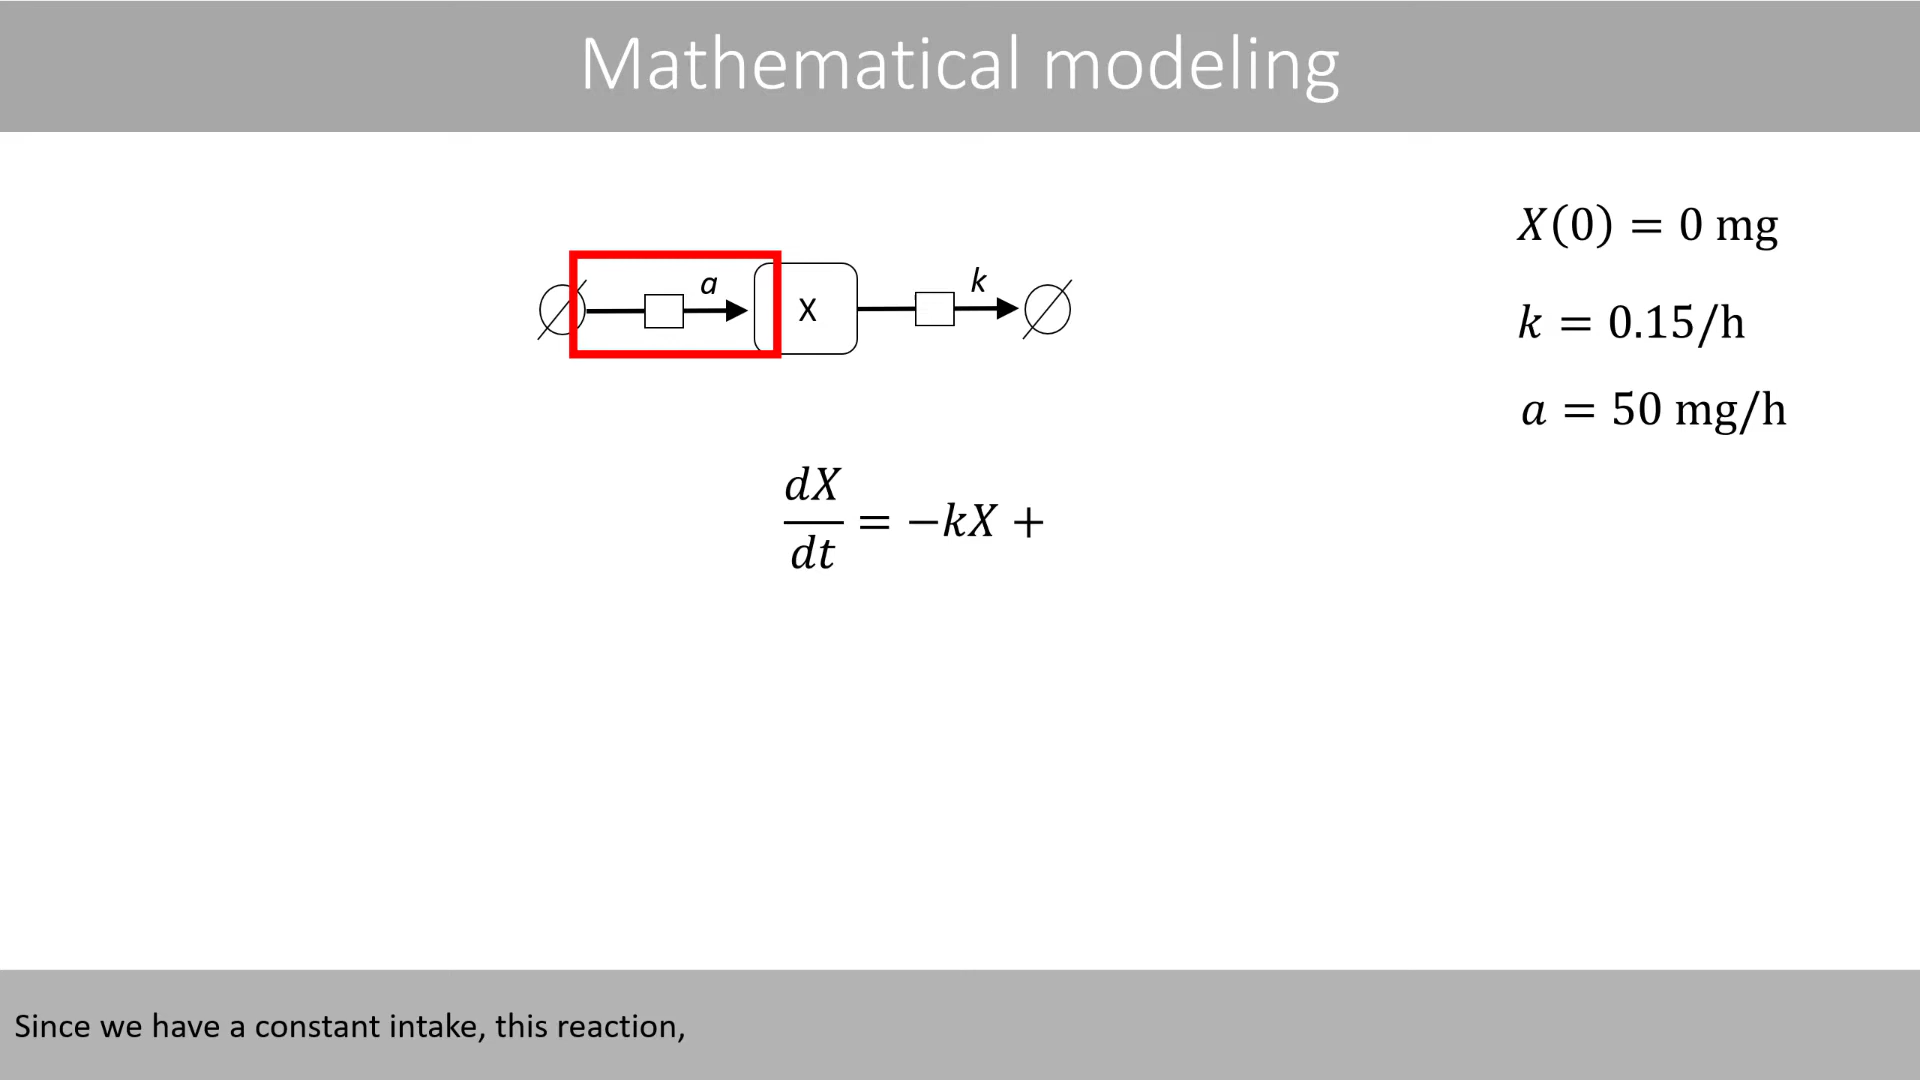 Mathematical modeling
X(0) = 0 mg
∅ a X k ∅
k = 0.15/h
a = 50 mg/h
dX/dt = −kX +
Since we have a constant intake, this reaction,